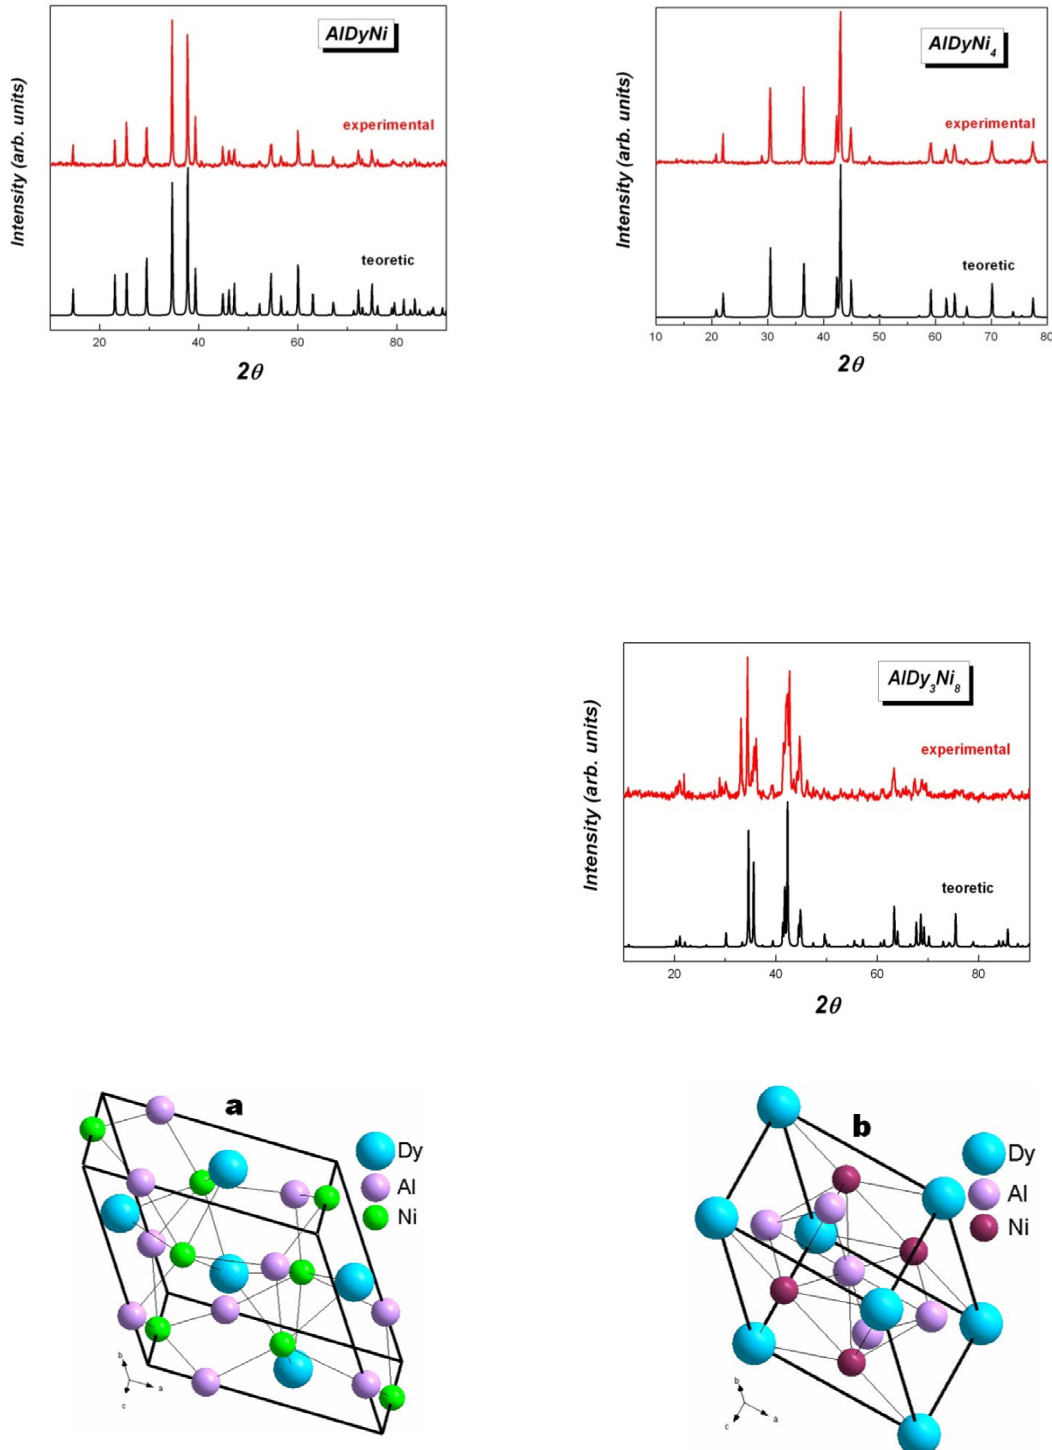 AlDyNi
Intensity (arb. units)
experimental
teoretic
20
40
60
80
2θ
AlDyNi₄
Intensity (arb. units)
experimental
teoretic
10
20
30
40
50
60
70
80
2θ
AlDy₃Ni₈
Intensity (arb. units)
experimental
teoretic
20
40
60
80
2θ
a
Dy
Al
Ni
b
a
c
b
Dy
Al
Ni
b
a
c